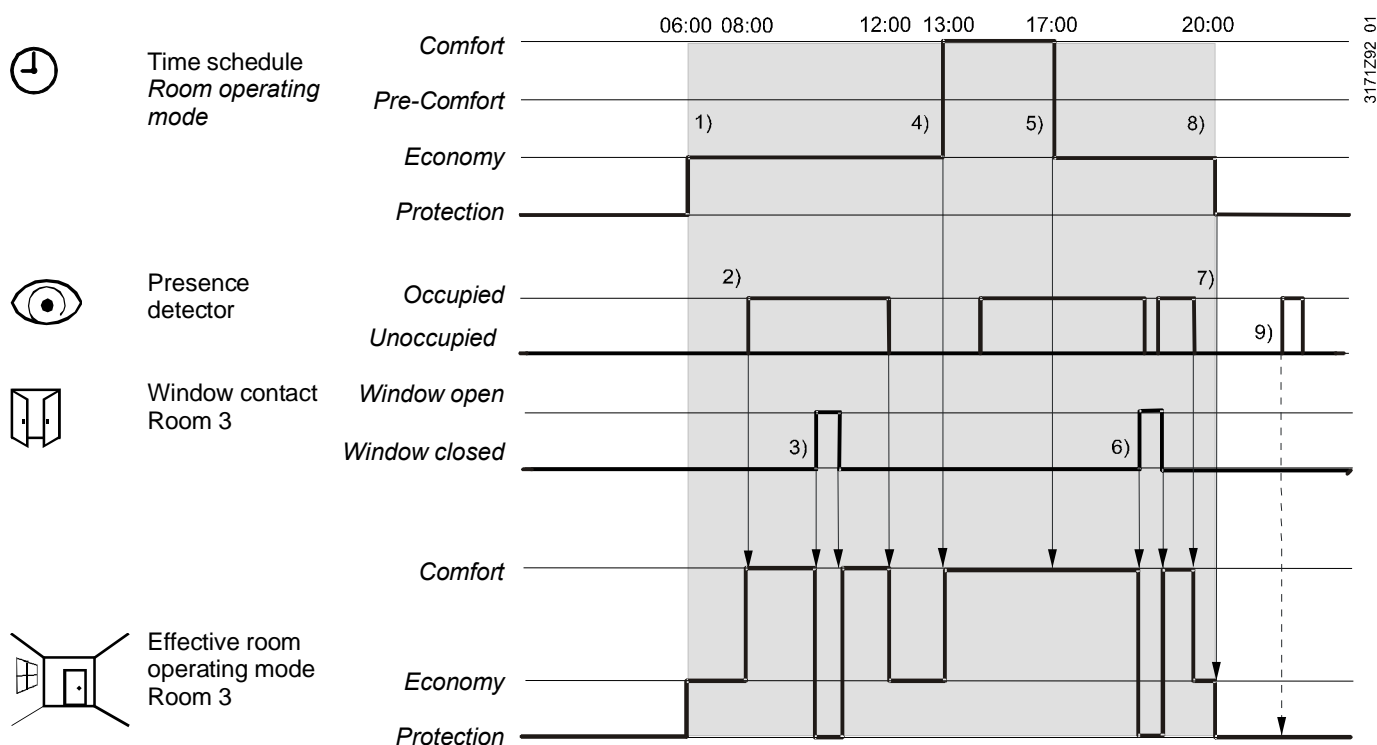 06:00 08:00 12:00 13:00 17:00 20:00
3171Z92 01
Time schedule
Room operating
mode
Comfort
Pre-Comfort
Economy
Protection
1) 4) 5) 8)
Presence
detector
Occupied
Unoccupied
2) 7)
9)
Window contact
Room 3
Window open
Window closed
3) 6)
Effective room
operating mode
Room 3
Comfort
Economy
Protection